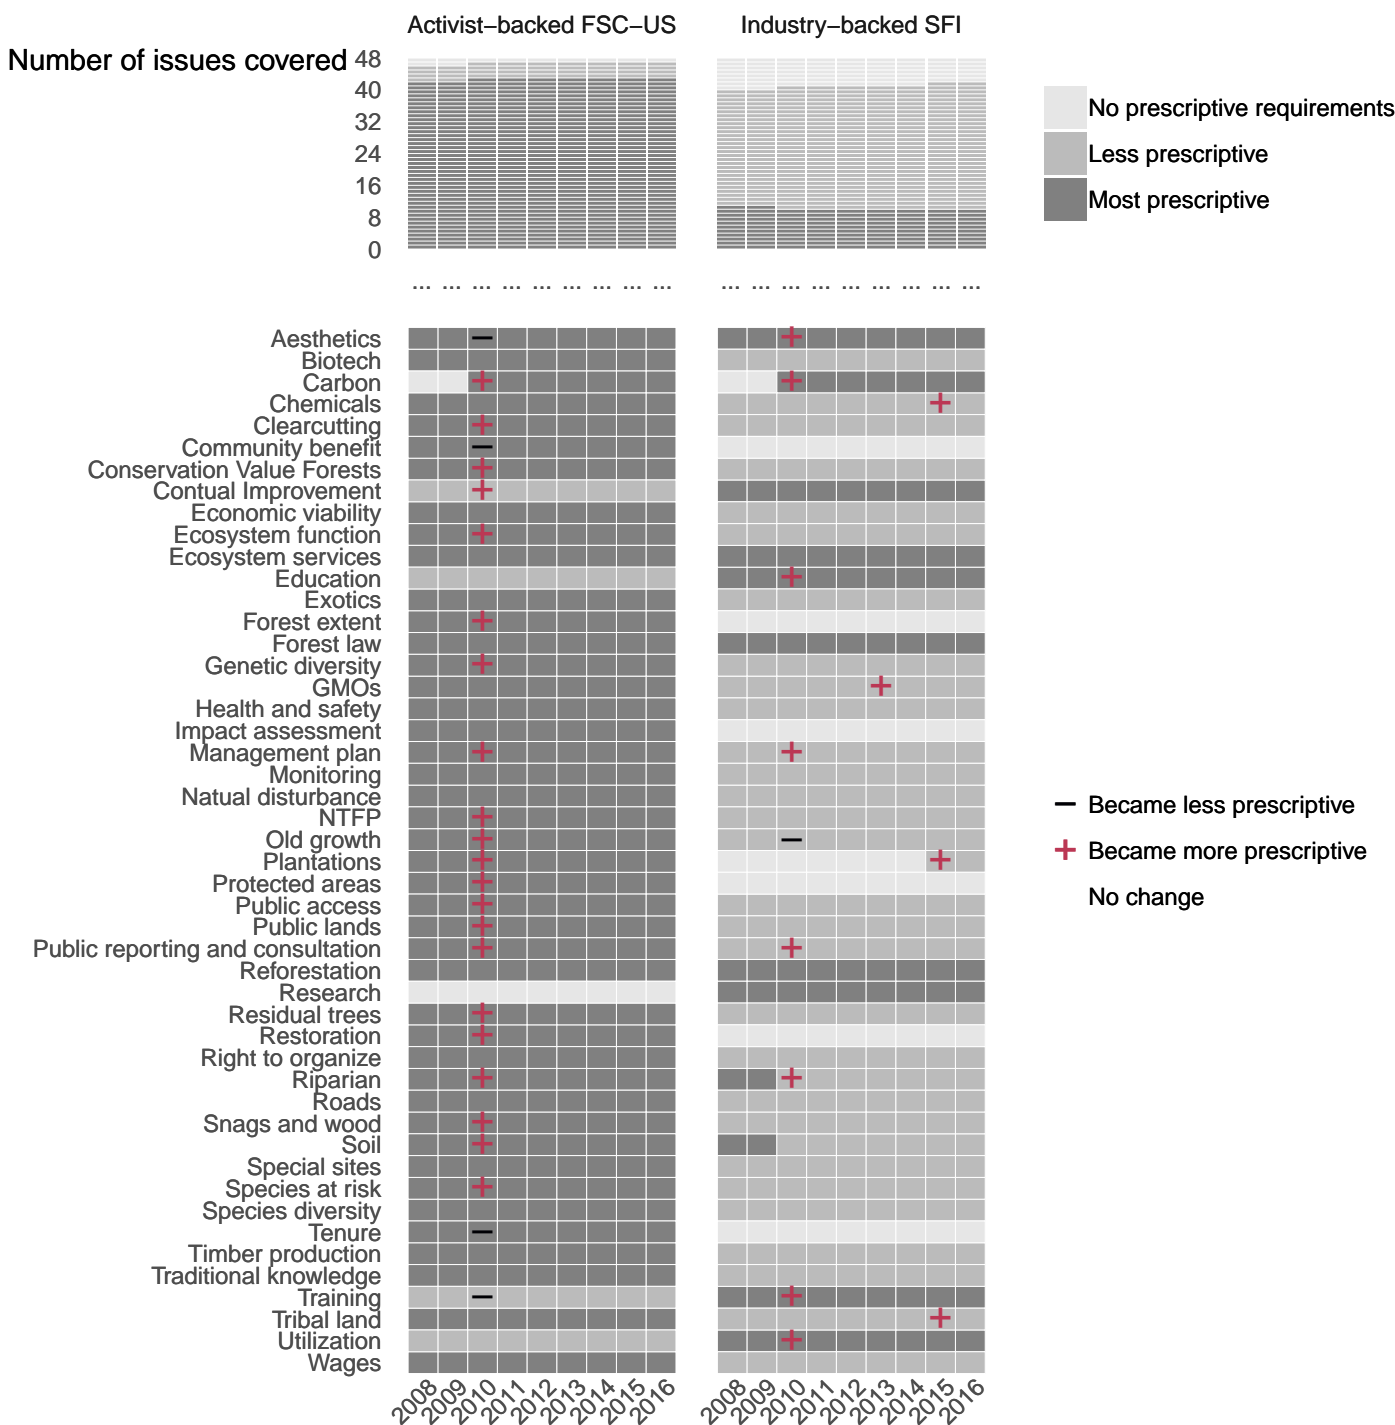 Activist−backed FSC−US
Industry−backed SFI
Number of issues covered
48
40
32
24
16
8
0
No prescriptive requirements
Less prescriptive
Most prescriptive
... ... ... ... ... ... ... ... ...
... ... ... ... ... ... ... ... ...
Aesthetics
Biotech
Carbon
Chemicals
Clearcutting
Community benefit
Conservation Value Forests
Contual Improvement
Economic viability
Ecosystem function
Ecosystem services
Education
Exotics
Forest extent
Forest law
Genetic diversity
GMOs
Health and safety
Impact assessment
Management plan
Monitoring
Natual disturbance
NTFP
Old growth
Plantations
Protected areas
Public access
Public lands
Public reporting and consultation
Reforestation
Research
Residual trees
Restoration
Right to organize
Riparian
Roads
Snags and wood
Soil
Special sites
Species at risk
Species diversity
Tenure
Timber production
Traditional knowledge
Training
Tribal land
Utilization
Wages
Became less prescriptive
Became more prescriptive
No change
2008 2009 2010 2011 2012 2013 2014 2015 2016
2008 2009 2010 2011 2012 2013 2014 2015 2016